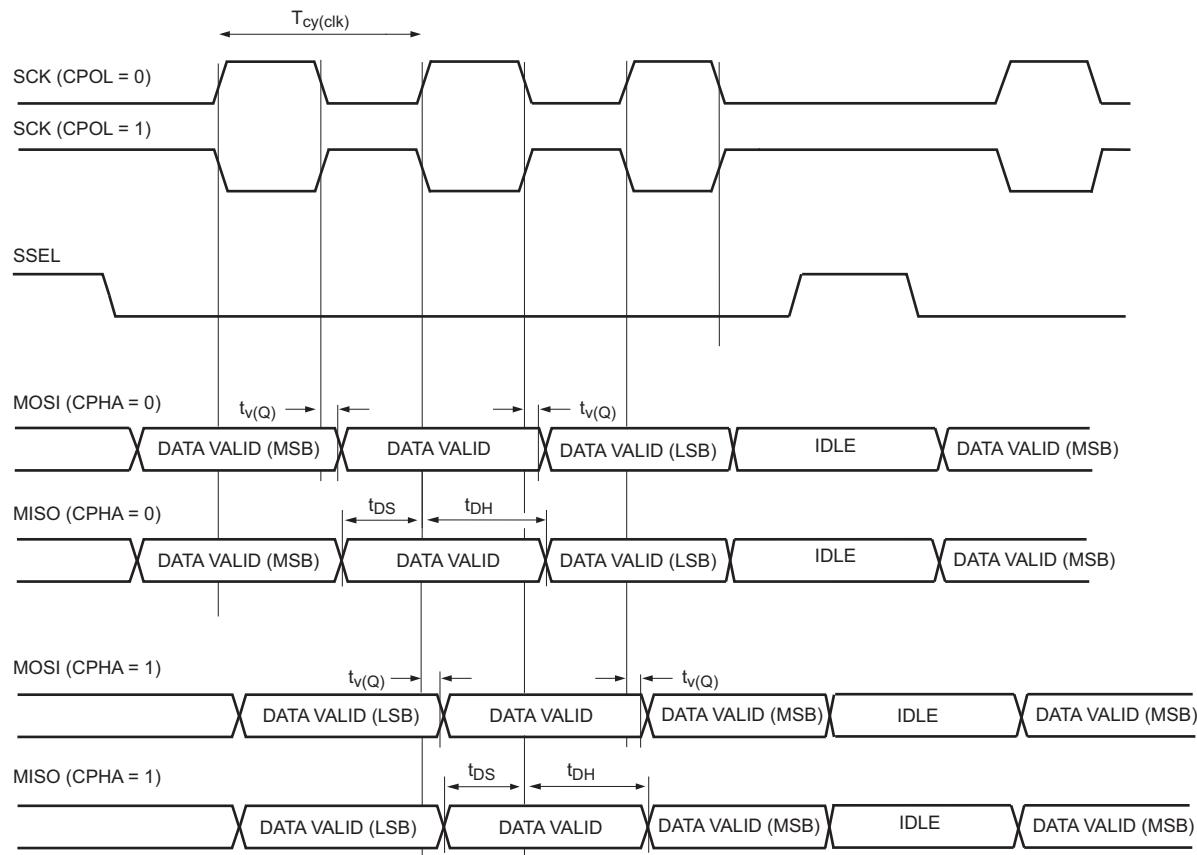 Tcy(clk)
SCK (CPOL = 0)
SCK (CPOL = 1)
SSEL
MOSI (CPHA = 0)
tv(Q)
tv(Q)
DATA VALID (MSB)
DATA VALID
DATA VALID (LSB)
IDLE
DATA VALID (MSB)
tDS
tDH
MISO (CPHA = 0)
DATA VALID (MSB)
DATA VALID
DATA VALID (LSB)
IDLE
DATA VALID (MSB)
MOSI (CPHA = 1)
tv(Q)
tv(Q)
DATA VALID (LSB)
DATA VALID
DATA VALID (MSB)
IDLE
DATA VALID (MSB)
tDS
tDH
MISO (CPHA = 1)
DATA VALID (LSB)
DATA VALID
DATA VALID (MSB)
IDLE
DATA VALID (MSB)